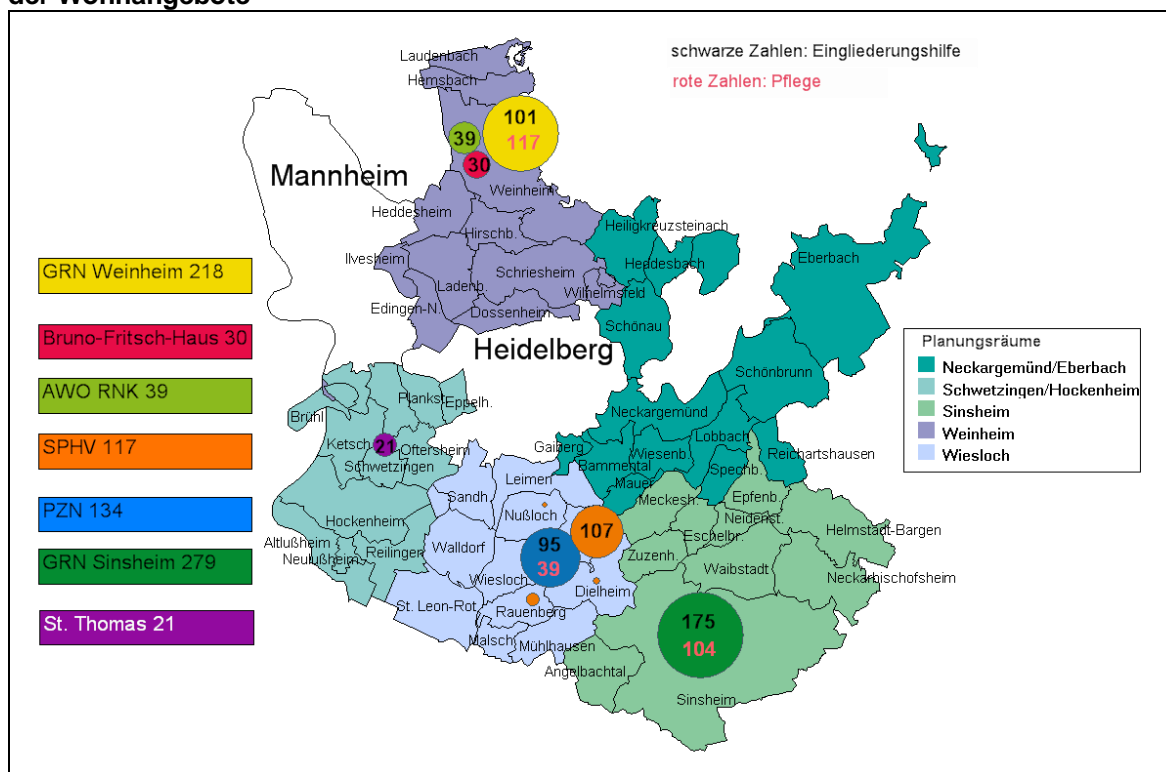 der Wohnangebote
schwarze Zahlen: Eingliederungshilfe
rote Zahlen: Pflege
Laudenbach
Hemsbach
101
117
39
30
Mannheim
Weinheim
Heddesheim
Heiligkreuzsteinach
Hirschb.
Ilvesheim
Heddesbach
Eberbach
Schriesheim
Ladenb.
Wilhelmsfeld
Edingen-N.
Dossenheim
Schönau
Heidelberg
GRN Weinheim 218
Bruno-Fritsch-Haus 30
AWO RNK 39
SPHV 117
PZN 134
GRN Sinsheim 279
St. Thomas 21
Planungsräume
Neckargemünd/Eberbach
Schwetzingen/Hockenheim
Sinsheim
Weinheim
Wiesloch
Schönbrunn
Plankst.
Eppelh.
Brühl
Neckargemünd
Ketsch
21
Oftersheim
Schwetzingen
Gaiberg
Wiesenb.
Lobbach
Reichartshausen
Bammental
Spechb.
Mauer
Leimen
Sandh.
Meckesh.
Epfenb.
Nußloch
Neidenst.
Hockenheim
107
Eschelbr.
Helmstadt-Bargen
Altlußheim
Neulußheim
Reilingen
Walldorf
95
39
Zuzenh.
Waibstadt
Wiesloch
Neckarbischofsheim
Dielheim
St. Leon-Rot
Rauenberg
175
104
Malsch
Mühlhausen
Angelbachtal
Sinsheim